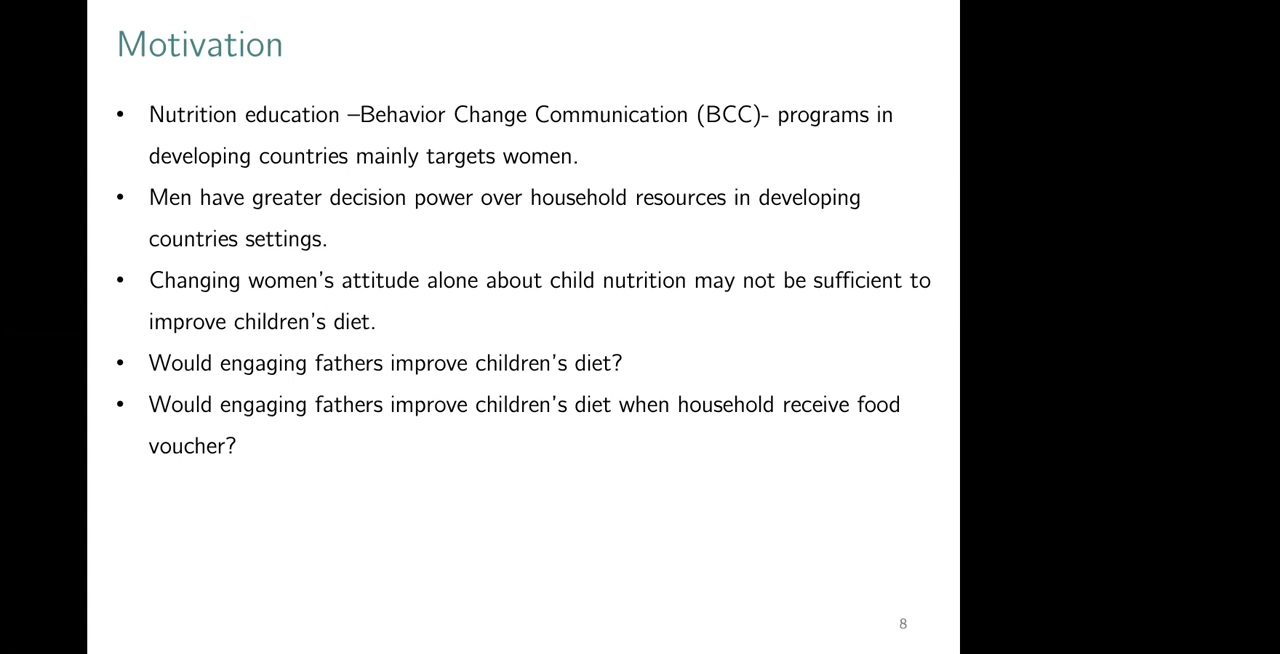 Motivation
• Nutrition education –Behavior Change Communication (BCC)- programs in
developing countries mainly targets women.
• Men have greater decision power over household resources in developing
countries settings.
• Changing women's attitude alone about child nutrition may not be sufficient to
improve children's diet.
• Would engaging fathers improve children's diet?
• Would engaging fathers improve children's diet when household receive food
voucher?
8